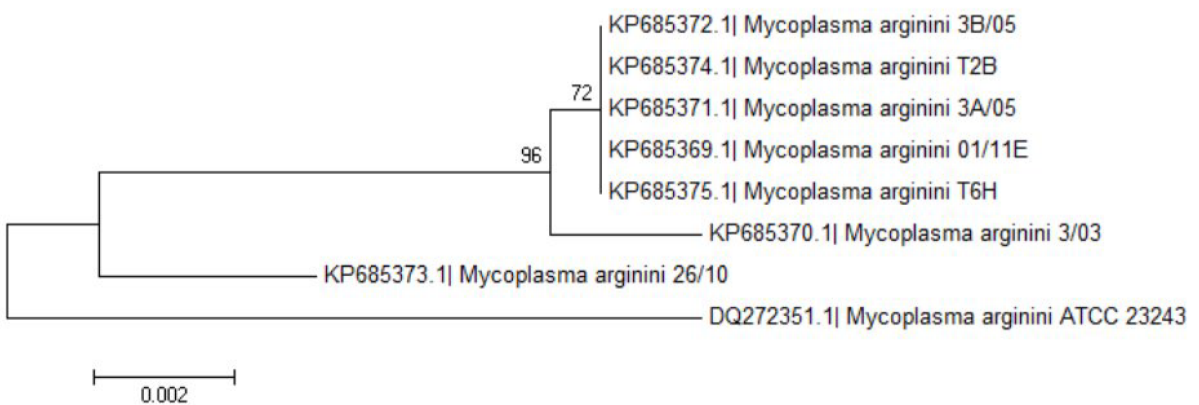 KP685372.1| Mycoplasma arginini 3B/05
KP685374.1| Mycoplasma arginini T2B
72
KP685371.1| Mycoplasma arginini 3A/05
KP685369.1| Mycoplasma arginini 01/11E
96
KP685375.1| Mycoplasma arginini T6H
KP685370.1| Mycoplasma arginini 3/03
KP685373.1| Mycoplasma arginini 26/10
DQ272351.1| Mycoplasma arginini ATCC 23243
0.002